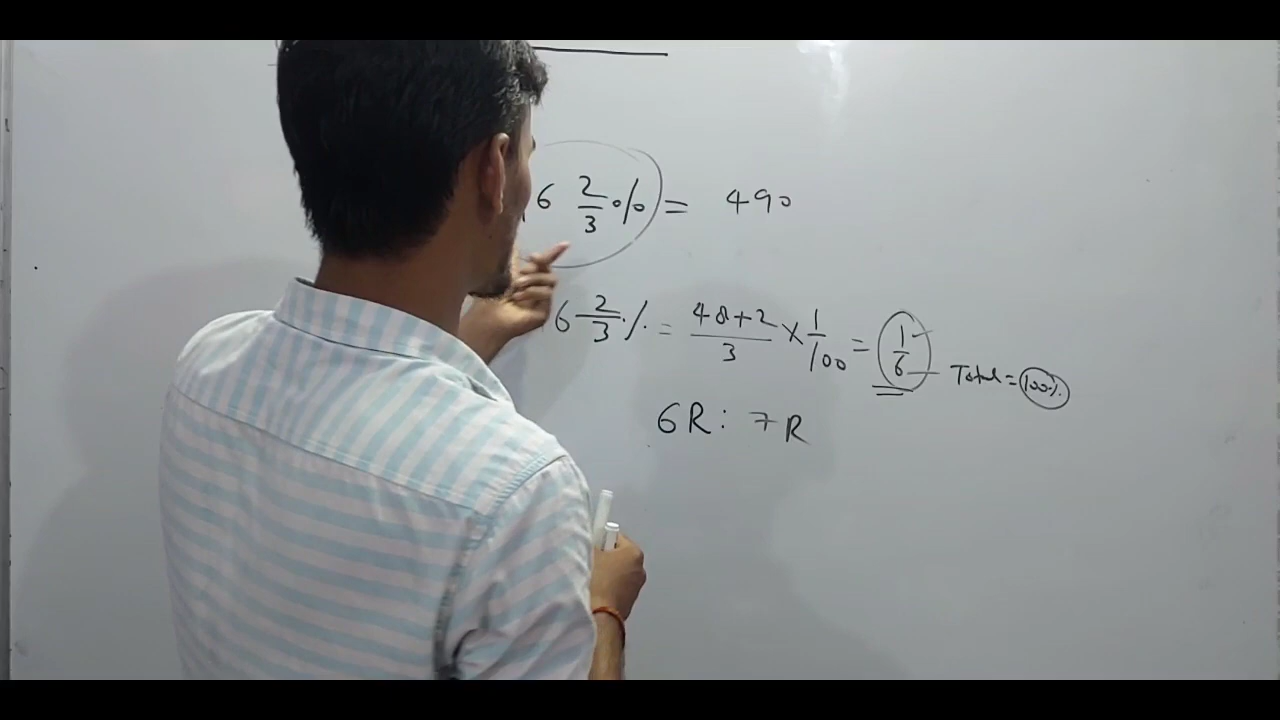 6 2/3 % = 490
6 2/3 % = 48+2/3 × 1/100 = 1/6 Total = 100%
6R : 7R